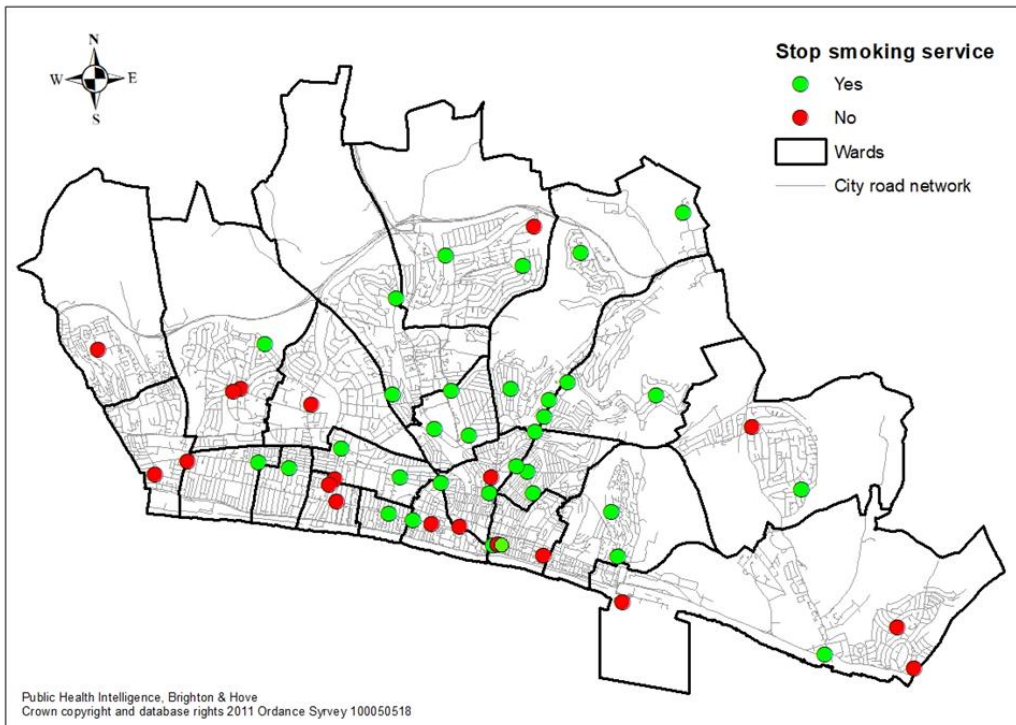 N
W E
S
Stop smoking service
Yes
No
Wards
City road network
Public Health Intelligence, Brighton & Hove
Crown copyright and database rights 2011 Ordance Syrvey 100050518